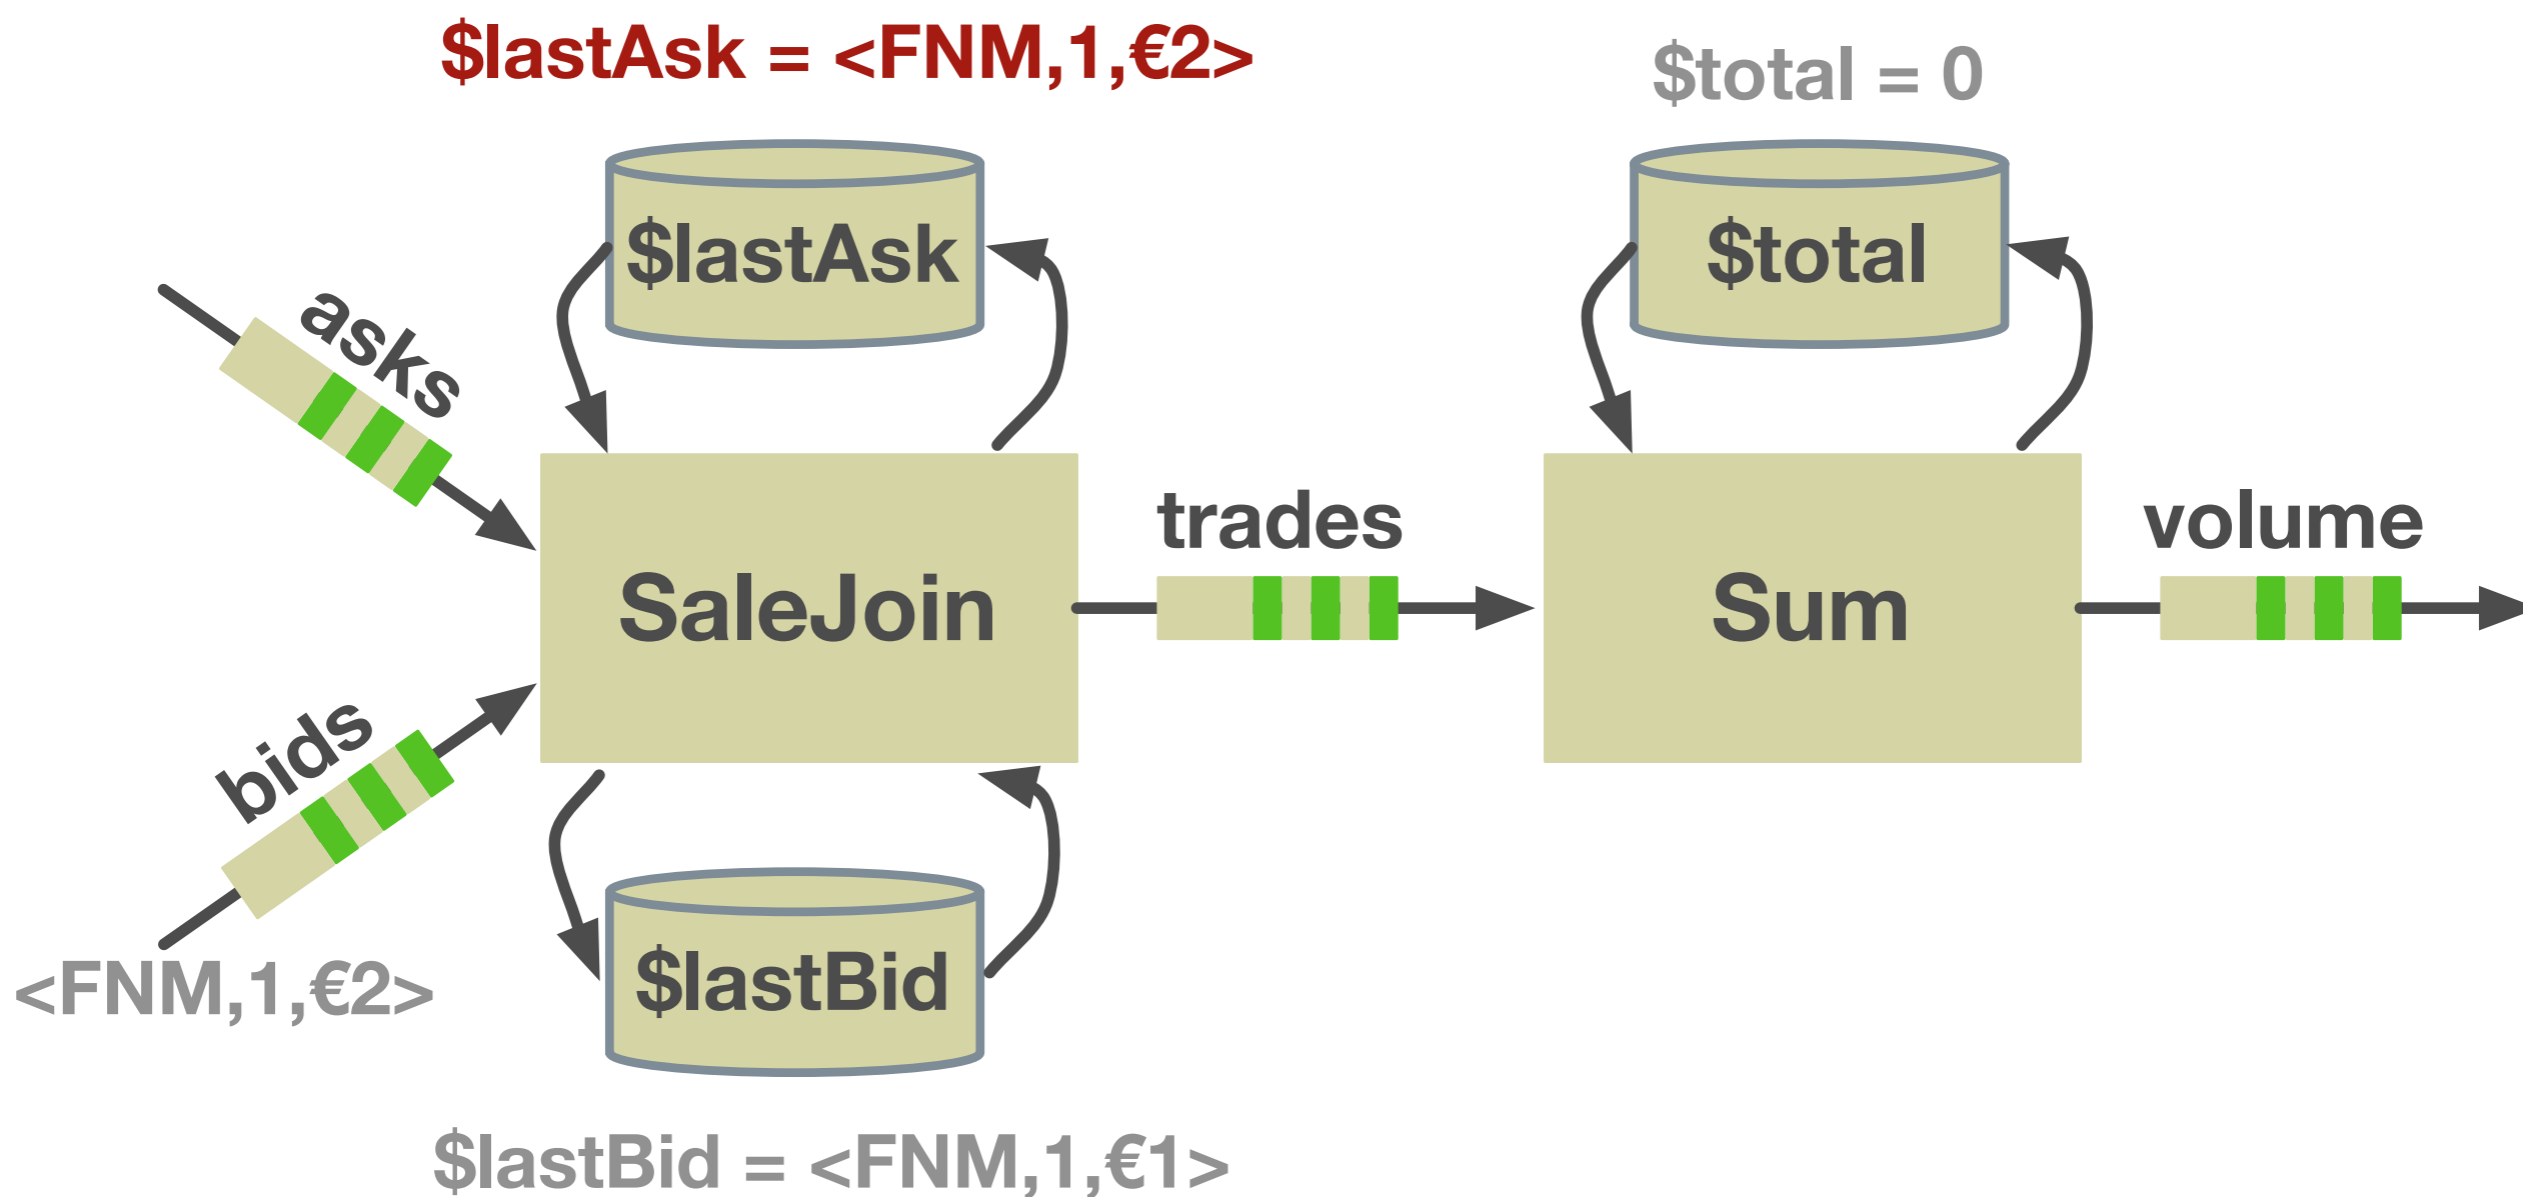 $lastAsk = <FNM,1,€2>
$total = 0
$lastAsk
$total
asks
trades
volume
SaleJoin
Sum
bids
$lastBid
<FNM,1,€2>
$lastBid = <FNM,1,€1>